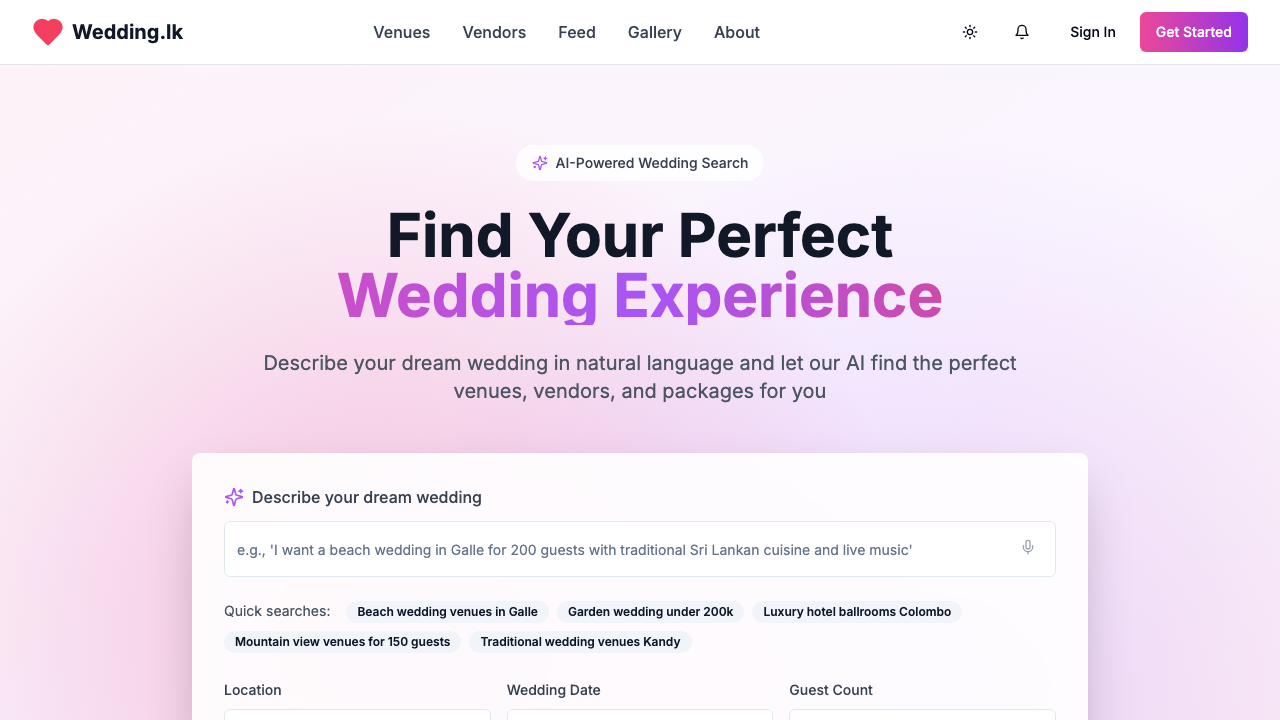 Wedding.lk
Venues
Vendors
Feed
Gallery
About
Sign In
Get Started
AI-Powered Wedding Search
Find Your Perfect
Wedding Experience
Describe your dream wedding in natural language and let our AI find the perfect
venues, vendors, and packages for you
Describe your dream wedding
e.g., 'I want a beach wedding in Galle for 200 guests with traditional Sri Lankan cuisine and live music'
Quick searches:
Beach wedding venues in Galle
Garden wedding under 200k
Luxury hotel ballrooms Colombo
Mountain view venues for 150 guests
Traditional wedding venues Kandy
Location
Wedding Date
Guest Count